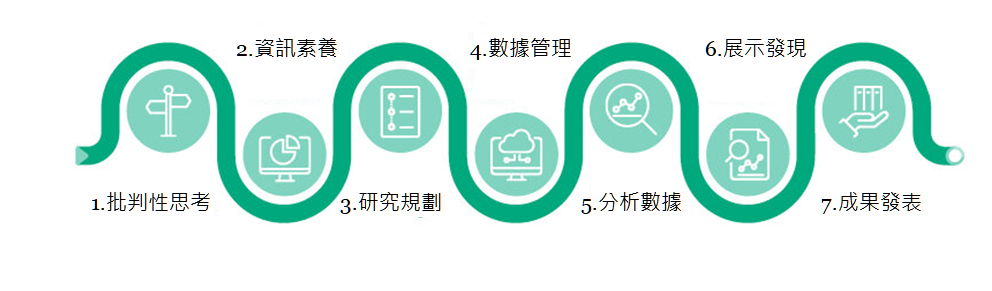 1.批判性思考
2.資訊素養
3.研究規劃
4.數據管理
5.分析數據
6.展示發現
7.成果發表